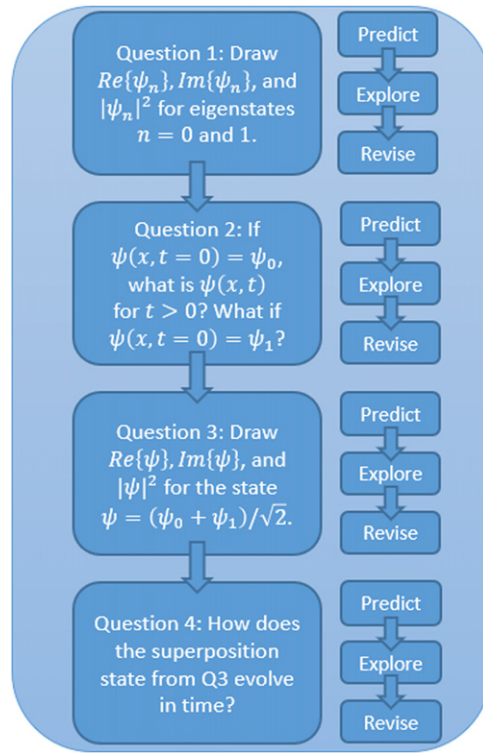 Question 1: Draw
Re{ψₙ}, Im{ψₙ}, and
|ψₙ|² for eigenstates
n = 0 and 1.
Predict
Explore
Revise
Question 2: If
ψ(x, t = 0) = ψ₀,
what is ψ(x, t)
for t > 0? What if
ψ(x, t = 0) = ψ₁?
Predict
Explore
Revise
Question 3: Draw
Re{ψ}, Im{ψ}, and
|ψ|² for the state
ψ = (ψ₀ + ψ₁)/√2.
Predict
Explore
Revise
Question 4: How does
the superposition
state from Q3 evolve
in time?
Predict
Explore
Revise